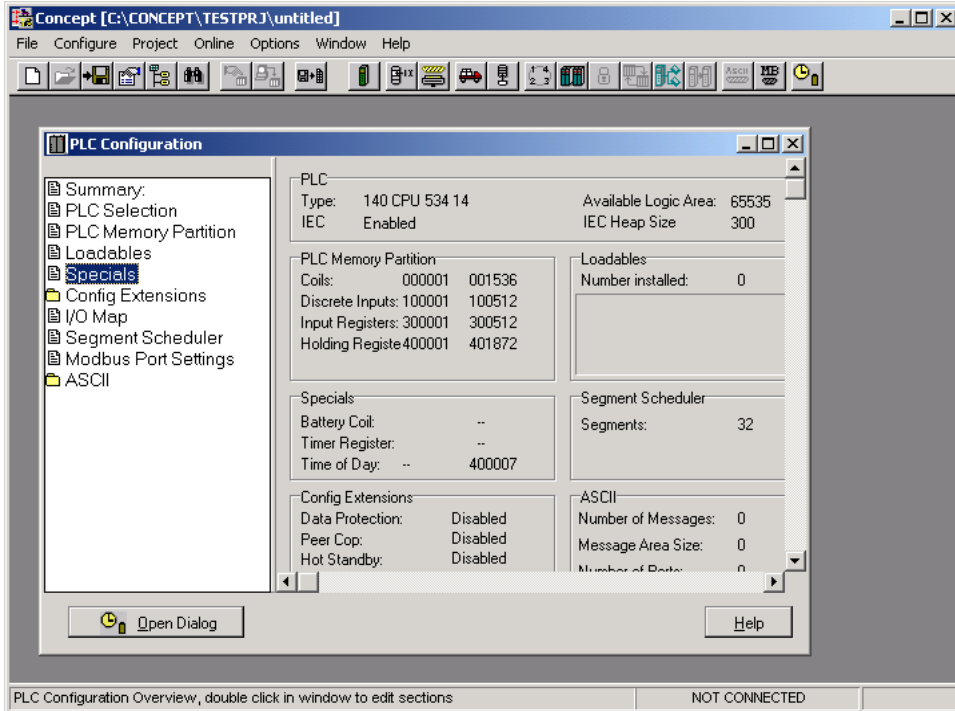 Concept [C:\CONCEPT\TESTPRJ\untitled]
File Configure Project Online Options Window Help
PLC Configuration
Summary:
PLC Selection
PLC Memory Partition
Loadables
Specials
Config Extensions
I/O Map
Segment Scheduler
Modbus Port Settings
ASCII
PLC
Type: 140 CPU 534 14 Available Logic Area: 65535
IEC Enabled IEC Heap Size 300
PLC Memory Partition
Coils: 000001 001536
Discrete Inputs: 100001 100512
Input Registers: 300001 300512
Holding Registe 400001 401872
Loadables
Number installed: 0
Specials
Battery Coil: --
Timer Register: --
Time of Day: -- 400007
Segment Scheduler
Segments: 32
Config Extensions
Data Protection: Disabled
Peer Cop: Disabled
Hot Standby: Disabled
ASCII
Number of Messages: 0
Message Area Size: 0
Number of Ports: 0
Open Dialog
Help
PLC Configuration Overview, double click in window to edit sections
NOT CONNECTED